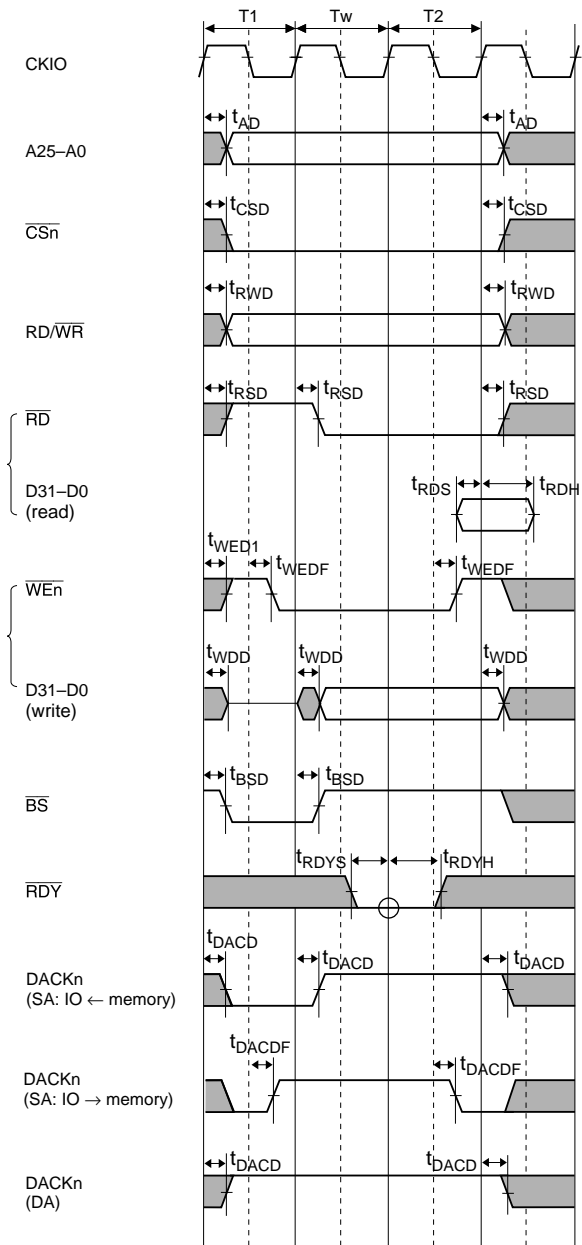 T1 Tw T2
CKIO
tAD tAD
A25–A0
tCSD tCSD
CSn
tRWD tRWD
RD/WR
tRSD tRSD tRSD
RD
tRDS tRDH
D31–D0
(read)
tWED1 tWEDF tWEDF
WEn
tWDD tWDD tWDD
D31–D0
(write)
tBSD tBSD
BS
tRDYS tRDYH
RDY
tDACD tDACD tDACD
DACKn
(SA: IO ← memory)
tDACDF tDACDF
DACKn
(SA: IO → memory)
tDACD tDACD
DACKn
(DA)